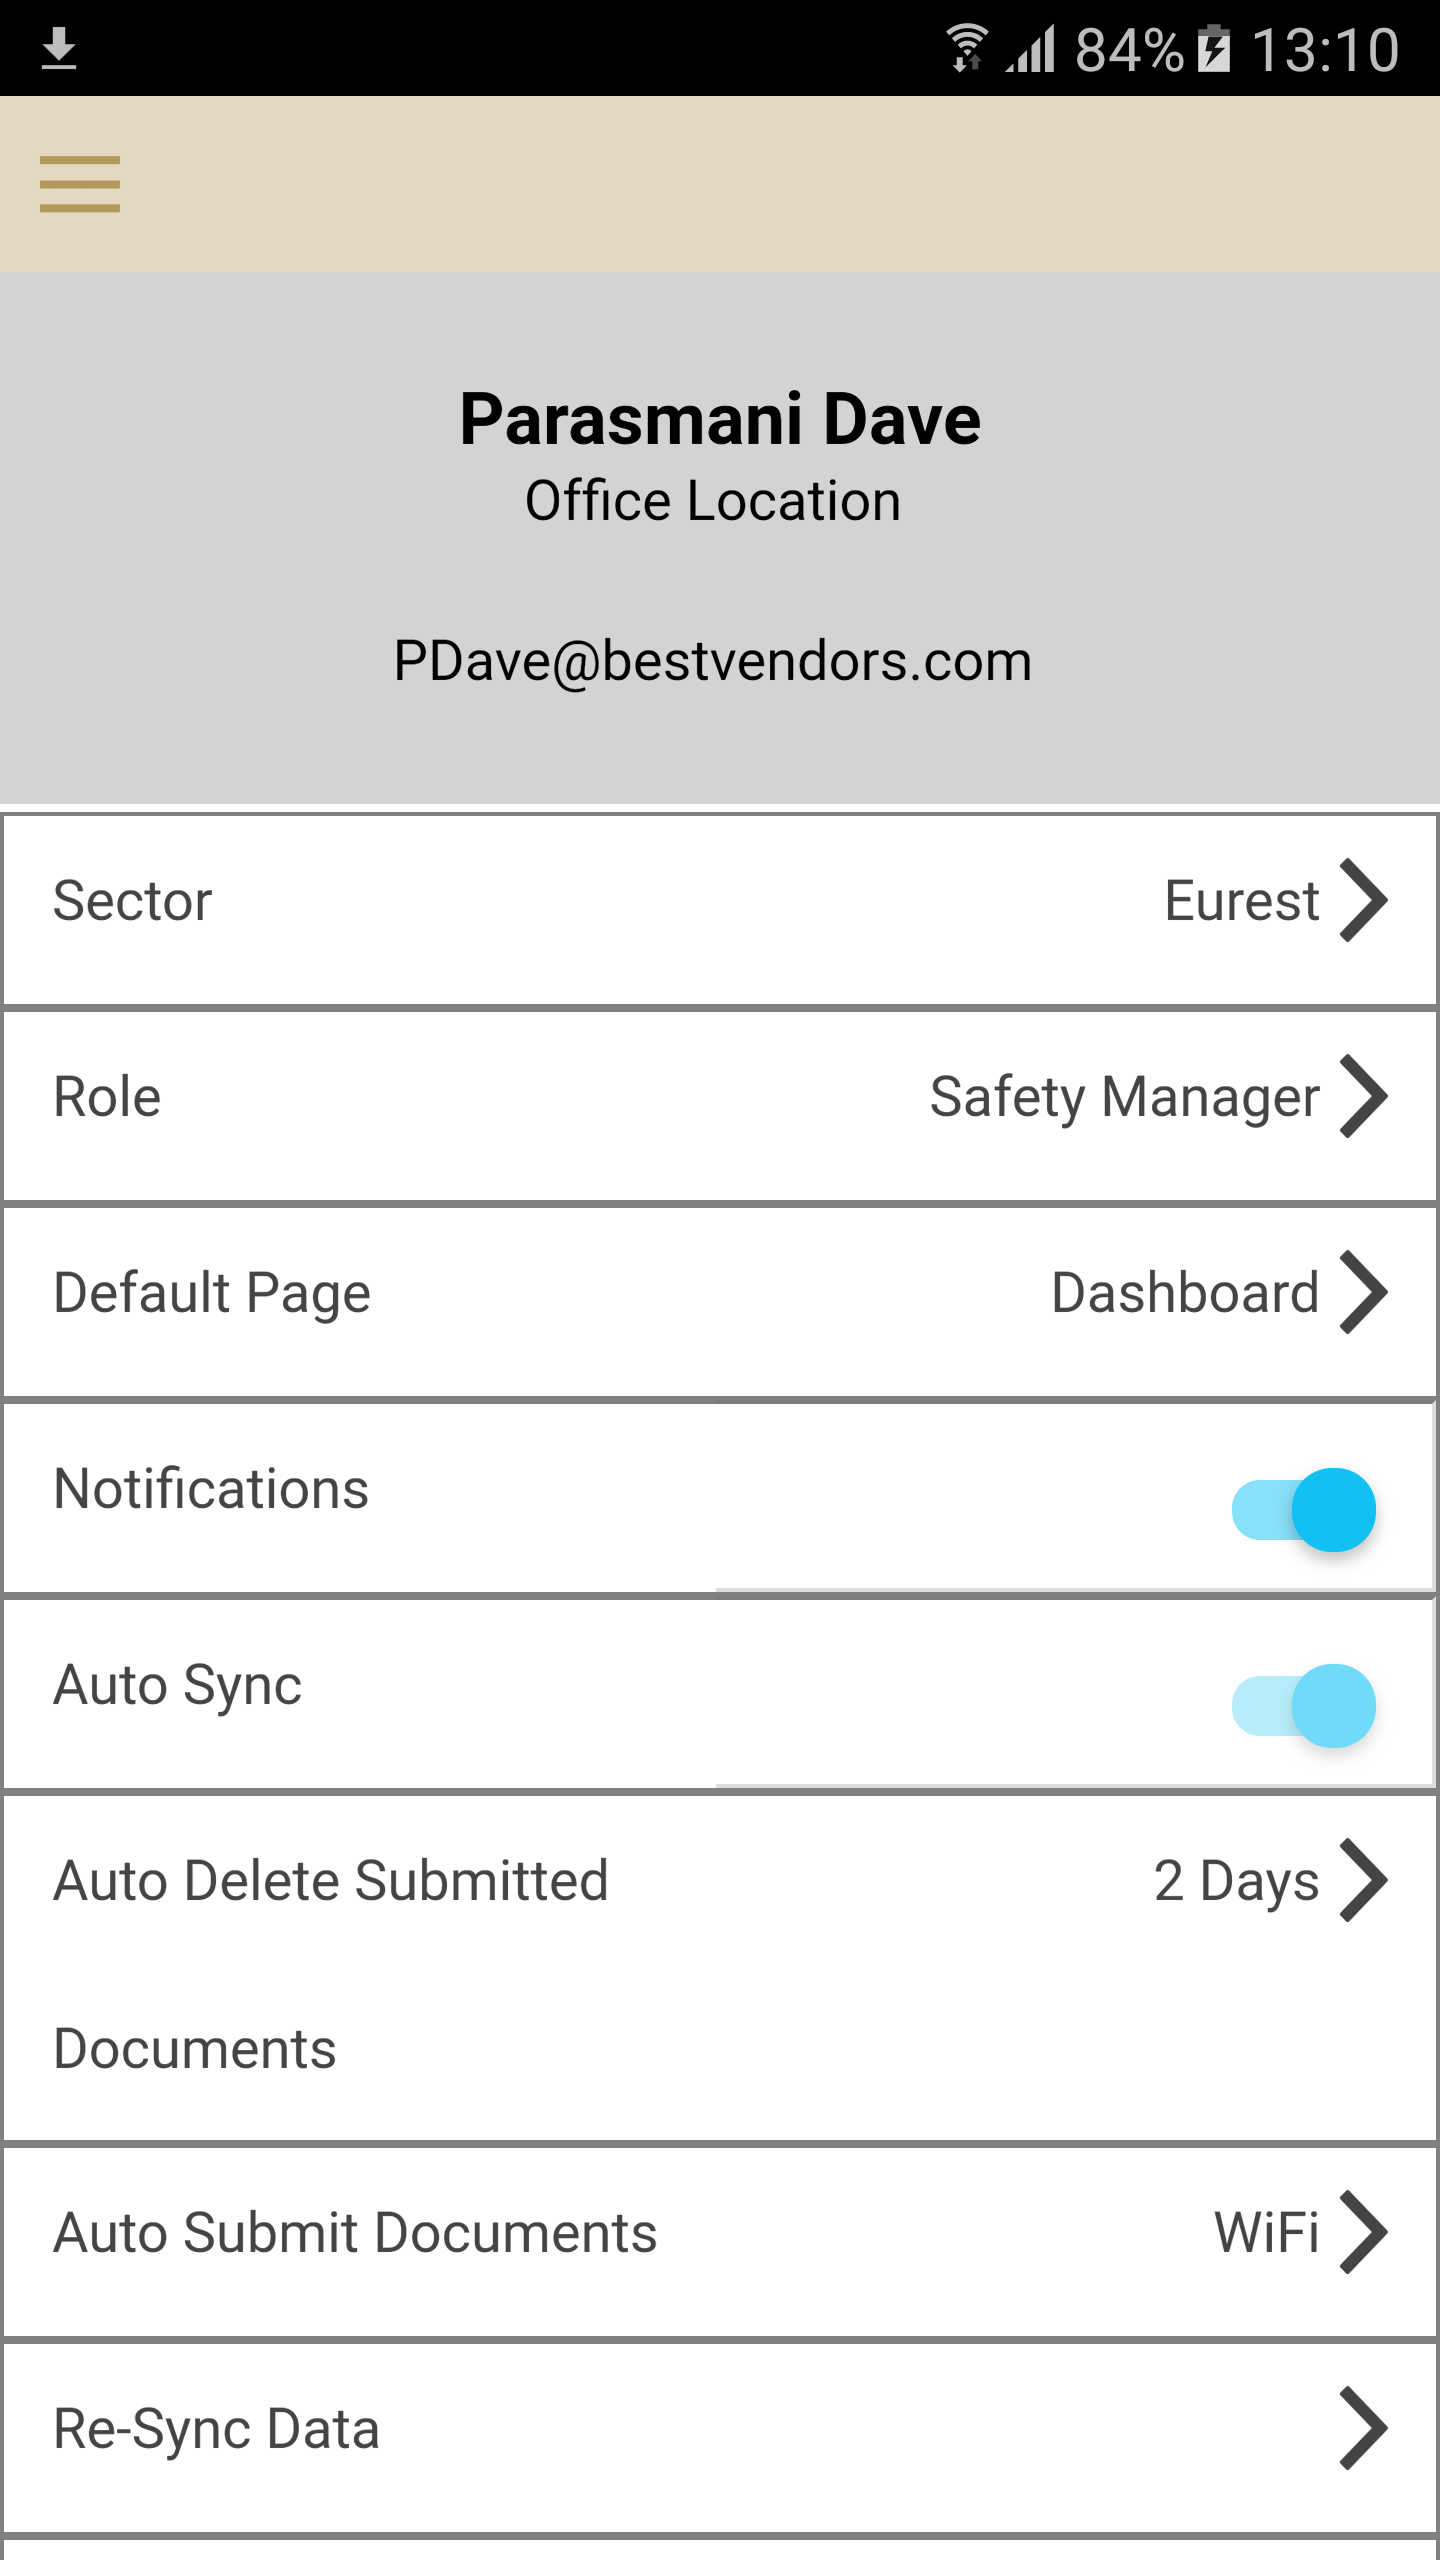 84% 13:10
Parasmani Dave
Office Location
PDave@bestvendors.com
Sector Eurest
Role Safety Manager
Default Page Dashboard
Notifications
Auto Sync
Auto Delete Submitted 2 Days
Documents
Auto Submit Documents WiFi
Re-Sync Data